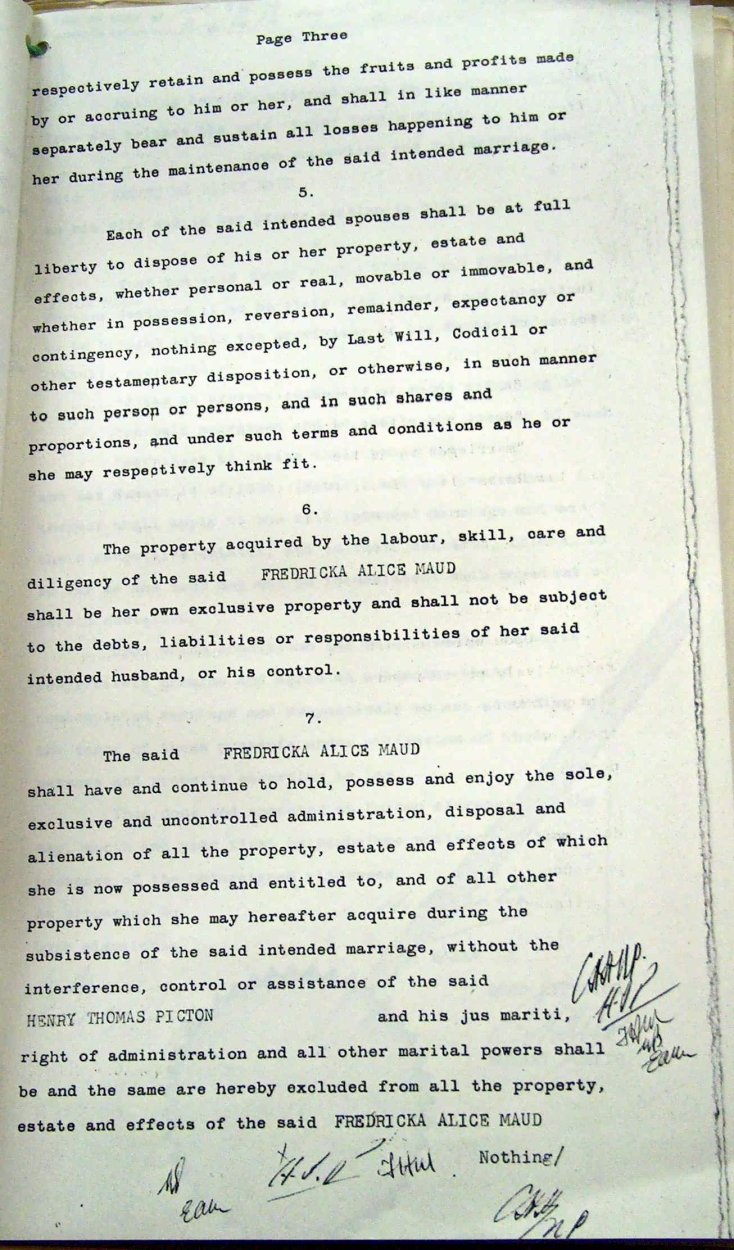 Page Three
respectively retain and possess the fruits and profits made
by or accruing to him or her, and shall in like manner
separately bear and sustain all losses happening to him or
her during the maintenance of the said intended marriage.
5.
Each of the said intended spouses shall be at full
liberty to dispose of his or her property, estate and
effects, whether personal or real, movable or immovable, and
whether in possession, reversion, remainder, expectancy or
contingency, nothing excepted, by Last Will, Codicil or
other testamentary disposition, or otherwise, in such manner
to such person or persons, and in such shares and
proportions, and under such terms and conditions as he or
she may respectively think fit.
6.
The property acquired by the labour, skill, care and
diligency of the said FREDRICKA ALICE MAUD
shall be her own exclusive property and shall not be subject
to the debts, liabilities or responsibilities of her said
intended husband, or his control.
7.
The said FREDRICKA ALICE MAUD
shall have and continue to hold, possess and enjoy the sole,
exclusive and uncontrolled administration, disposal and
alienation of all the property, estate and effects of which
she is now possessed and entitled to, and of all other
property which she may hereafter acquire during the
subsistence of the said intended marriage, without the
interference, control or assistance of the said
HENRY THOMAS PICTON and his jus mariti,
right of administration and all other marital powers shall
be and the same are hereby excluded from all the property,
estate and effects of the said FREDRICKA ALICE MAUD
Nothing/